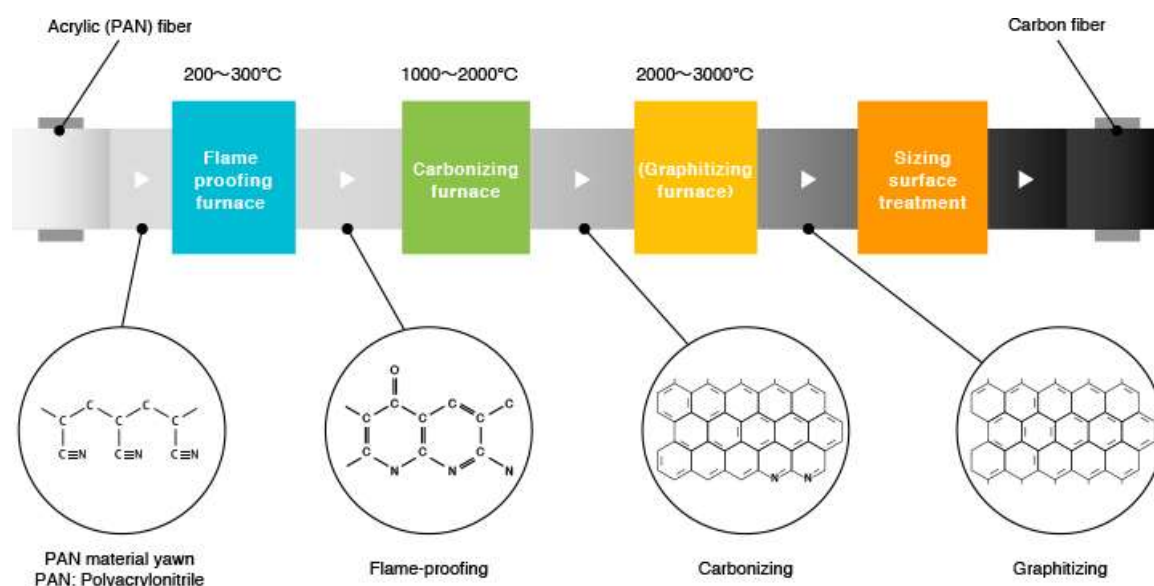 Acrylic (PAN) fiber
Carbon fiber
200～300℃
1000～2000℃
2000～3000℃
Flame
proofing
furnace
Carbonizing
furnace
(Graphitizing
furnace)
Sizing
surface
treatment
C C
C C C
C≡N C≡N C≡N
O
C C C
C C C
C C C
N N N
N N
PAN material yawn
PAN: Polyacrylonitrile
Flame-proofing
Carbonizing
Graphitizing